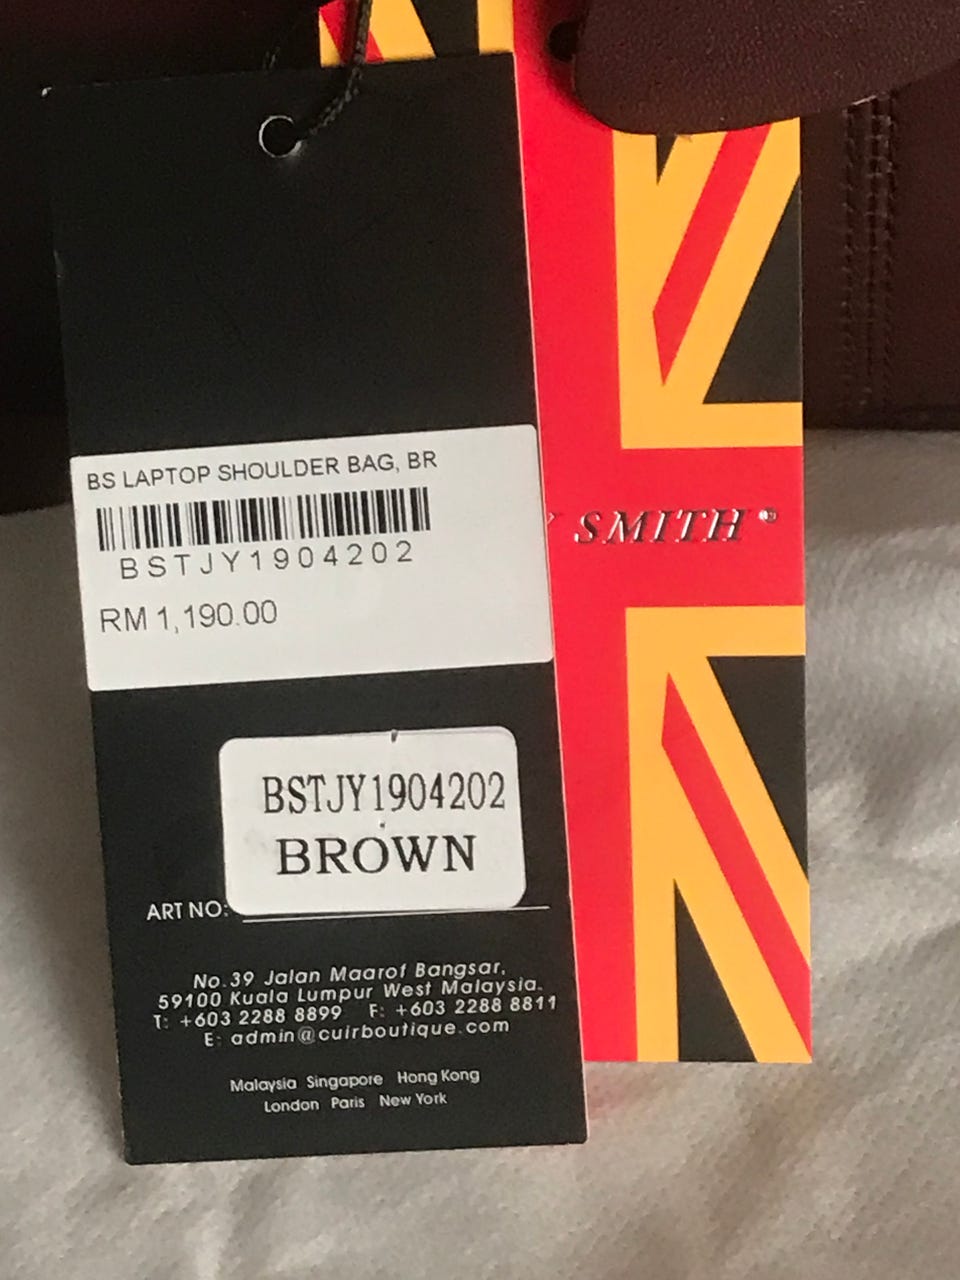 BS LAPTOP SHOULDER BAG, BR
BSTJY1904202
RM 1,190.00
SMITH®
BSTJY1904202
BROWN
ART NO:
No.39 Jalan Maarof Bangsar,
59100 Kuala Lumpur West Malaysia.
T: +603 2288 8899 F: +603 2288 8811
E: admin@cuirboutique.com
Malaysia Singapore Hong Kong
London Paris New York